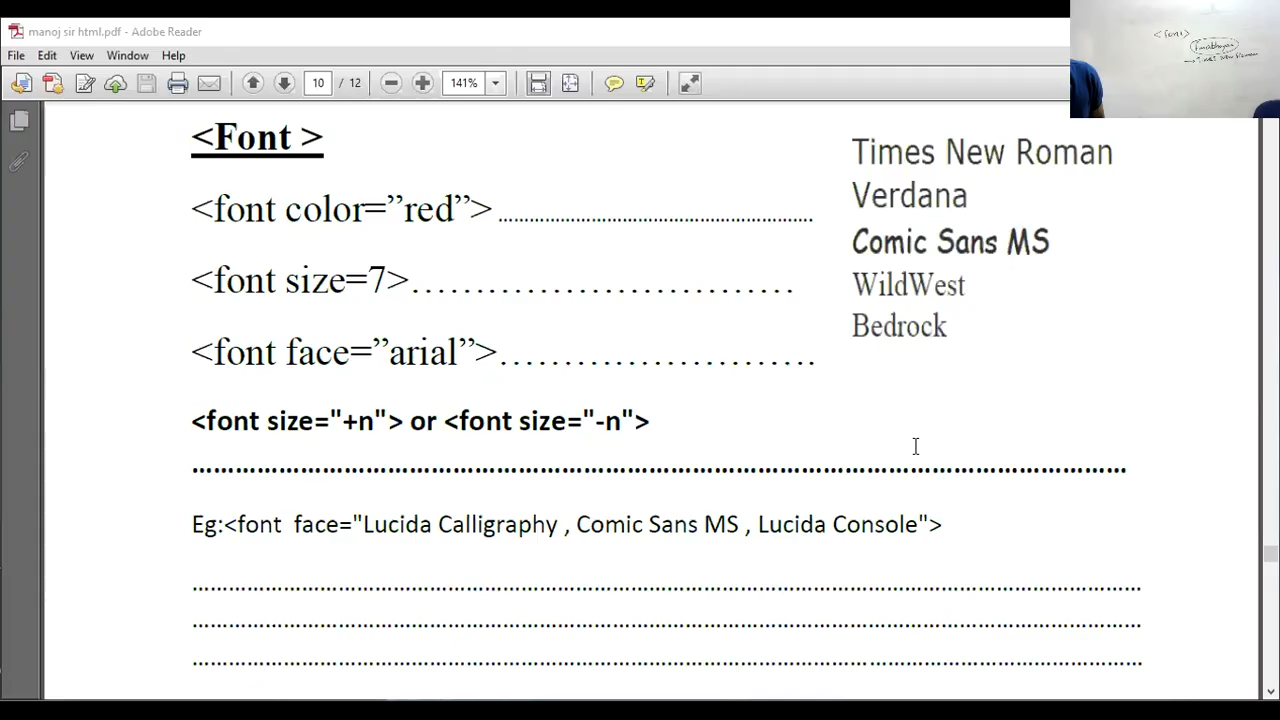 manoj sir html.pdf - Adobe Reader
File Edit View Window Help
10 / 12 141%
<Font >
<font color=”red”> ..............................................................
<font size=7>..............................
<font face=”arial”>.........................
Times New Roman
Verdana
Comic Sans MS
WildWest
Bedrock
<font size="+n"> or <font size="-n">
………………………………………………………………………………………………………………
Eg:<font  face="Lucida Calligraphy , Comic Sans MS , Lucida Console">
………………………………………………………………………………………………………………………………
………………………………………………………………………………………………………………………………
………………………………………………………………………………………………………………………………
<font>